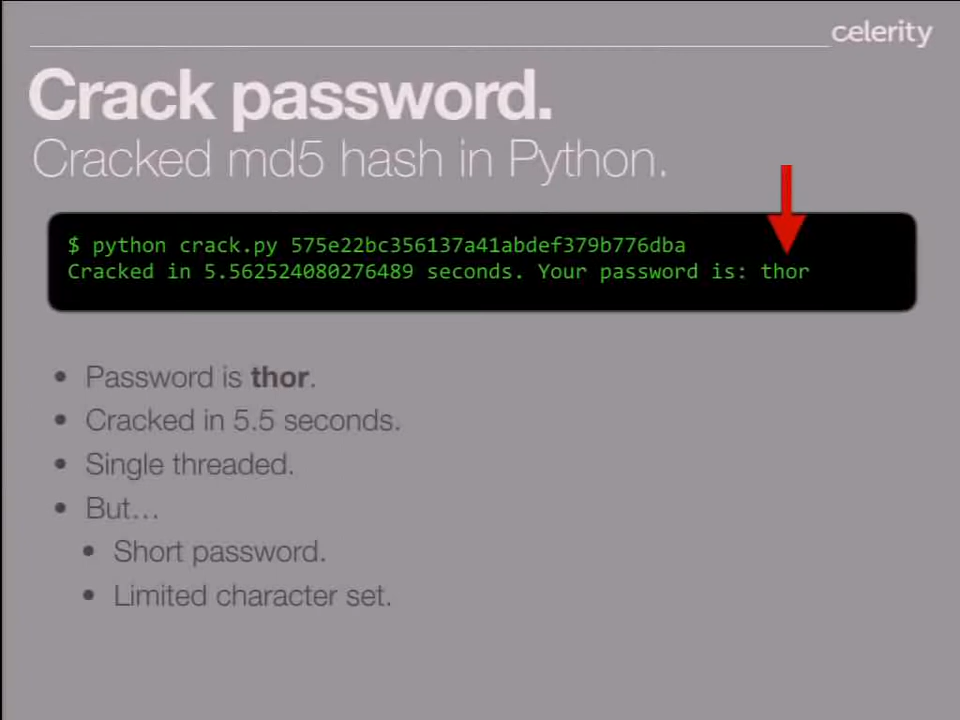 celerity
Crack password.
Cracked md5 hash in Python.
$ python crack.py 575e22bc356137a41abdef379b776dba
Cracked in 5.562524080276489 seconds. Your password is: thor
• Password is thor.
• Cracked in 5.5 seconds.
• Single threaded.
• But…
• Short password.
• Limited character set.